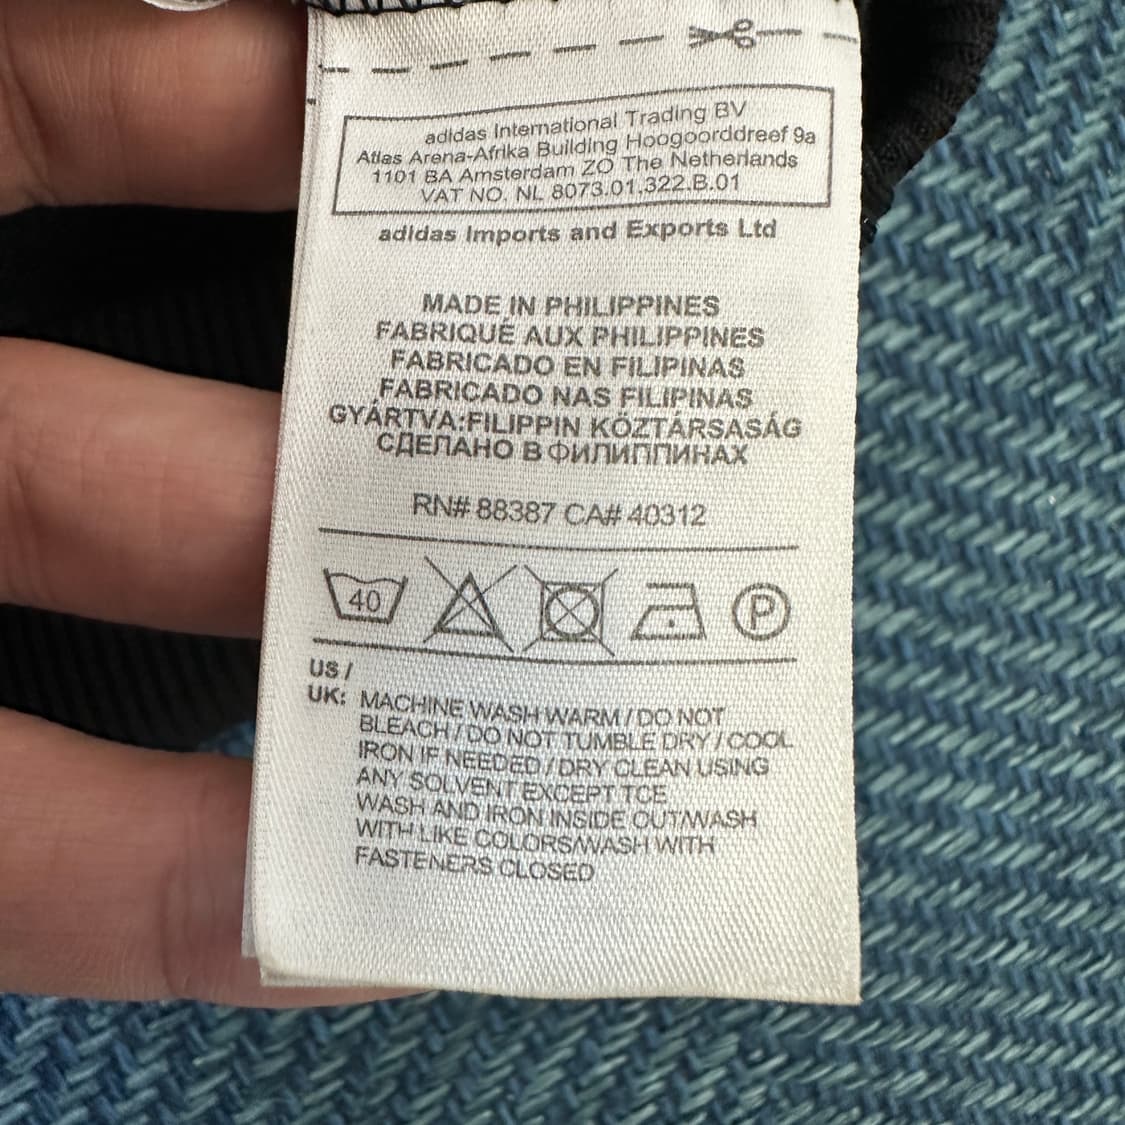 adidas International Trading BV
Atlas Arena-Afrika Building Hoogoorddreef 9a
1101 BA Amsterdam ZO The Netherlands
VAT NO. NL 8073.01.322.B.01
adidas Imports and Exports Ltd
MADE IN PHILIPPINES
FABRIQUÉ AUX PHILIPPINES
FABRICADO EN FILIPINAS
FABRICADO NAS FILIPINAS
GYÁRTVA:FILIPPIN KÖZTÁRSASÁG
СДЕЛАНО В ФИЛИППИНАХ
RN# 88387 CA# 40312
40 P
US /
UK: MACHINE WASH WARM / DO NOT
BLEACH / DO NOT TUMBLE DRY / COOL
IRON IF NEEDED / DRY CLEAN USING
ANY SOLVENT EXCEPT TCE
WASH AND IRON INSIDE OUT/WASH
WITH LIKE COLORS/WASH WITH
FASTENERS CLOSED